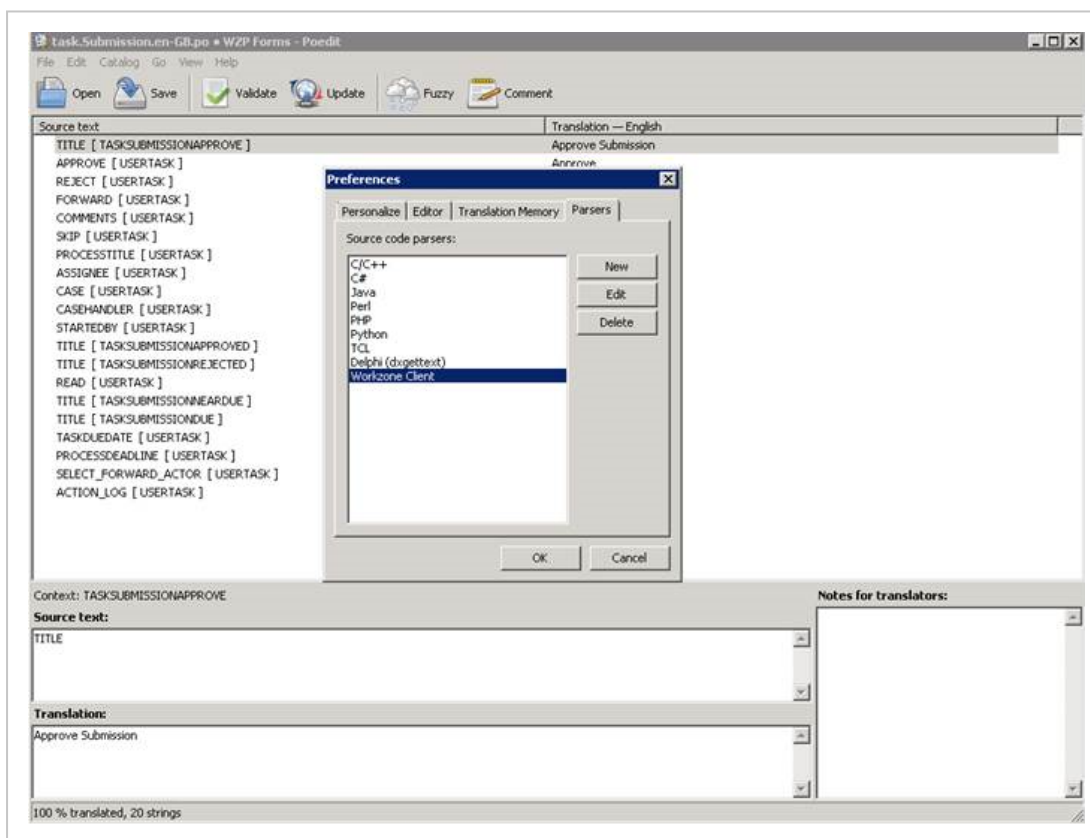 task.Submission.en-GB.po • WZP Forms - Poedit
File Edit Catalog Go View Help
Open Save Validate Update Fuzzy Comment
Source text Translation — English
TITLE [ TASKSUBMISSIONAPPROVE ] Approve Submission
APPROVE [ USERTASK ] Approve
REJECT [ USERTASK ]
FORWARD [ USERTASK ]
COMMENTS [ USERTASK ]
SKIP [ USERTASK ]
PROCESSTITLE [ USERTASK ]
ASSIGNEE [ USERTASK ]
CASE [ USERTASK ]
CASEHANDLER [ USERTASK ]
STARTEDBY [ USERTASK ]
TITLE [ TASKSUBMISSIONAPPROVED ]
TITLE [ TASKSUBMISSIONREJECTED ]
READ [ USERTASK ]
TITLE [ TASKSUBMISSIONNEARDUE ]
TITLE [ TASKSUBMISSIONDUE ]
TASKDUEDATE [ USERTASK ]
PROCESSDEADLINE [ USERTASK ]
SELECT_FORWARD_ACTOR [ USERTASK ]
ACTION_LOG [ USERTASK ]
Preferences
Personalize Editor Translation Memory Parsers
Source code parsers:
C/C++
C#
Java
Perl
PHP
Python
TCL
Delphi (dxgettext)
Workzone Client
New
Edit
Delete
OK Cancel
Context: TASKSUBMISSIONAPPROVE
Source text:
TITLE
Translation:
Approve Submission
Notes for translators:
100 % translated, 20 strings